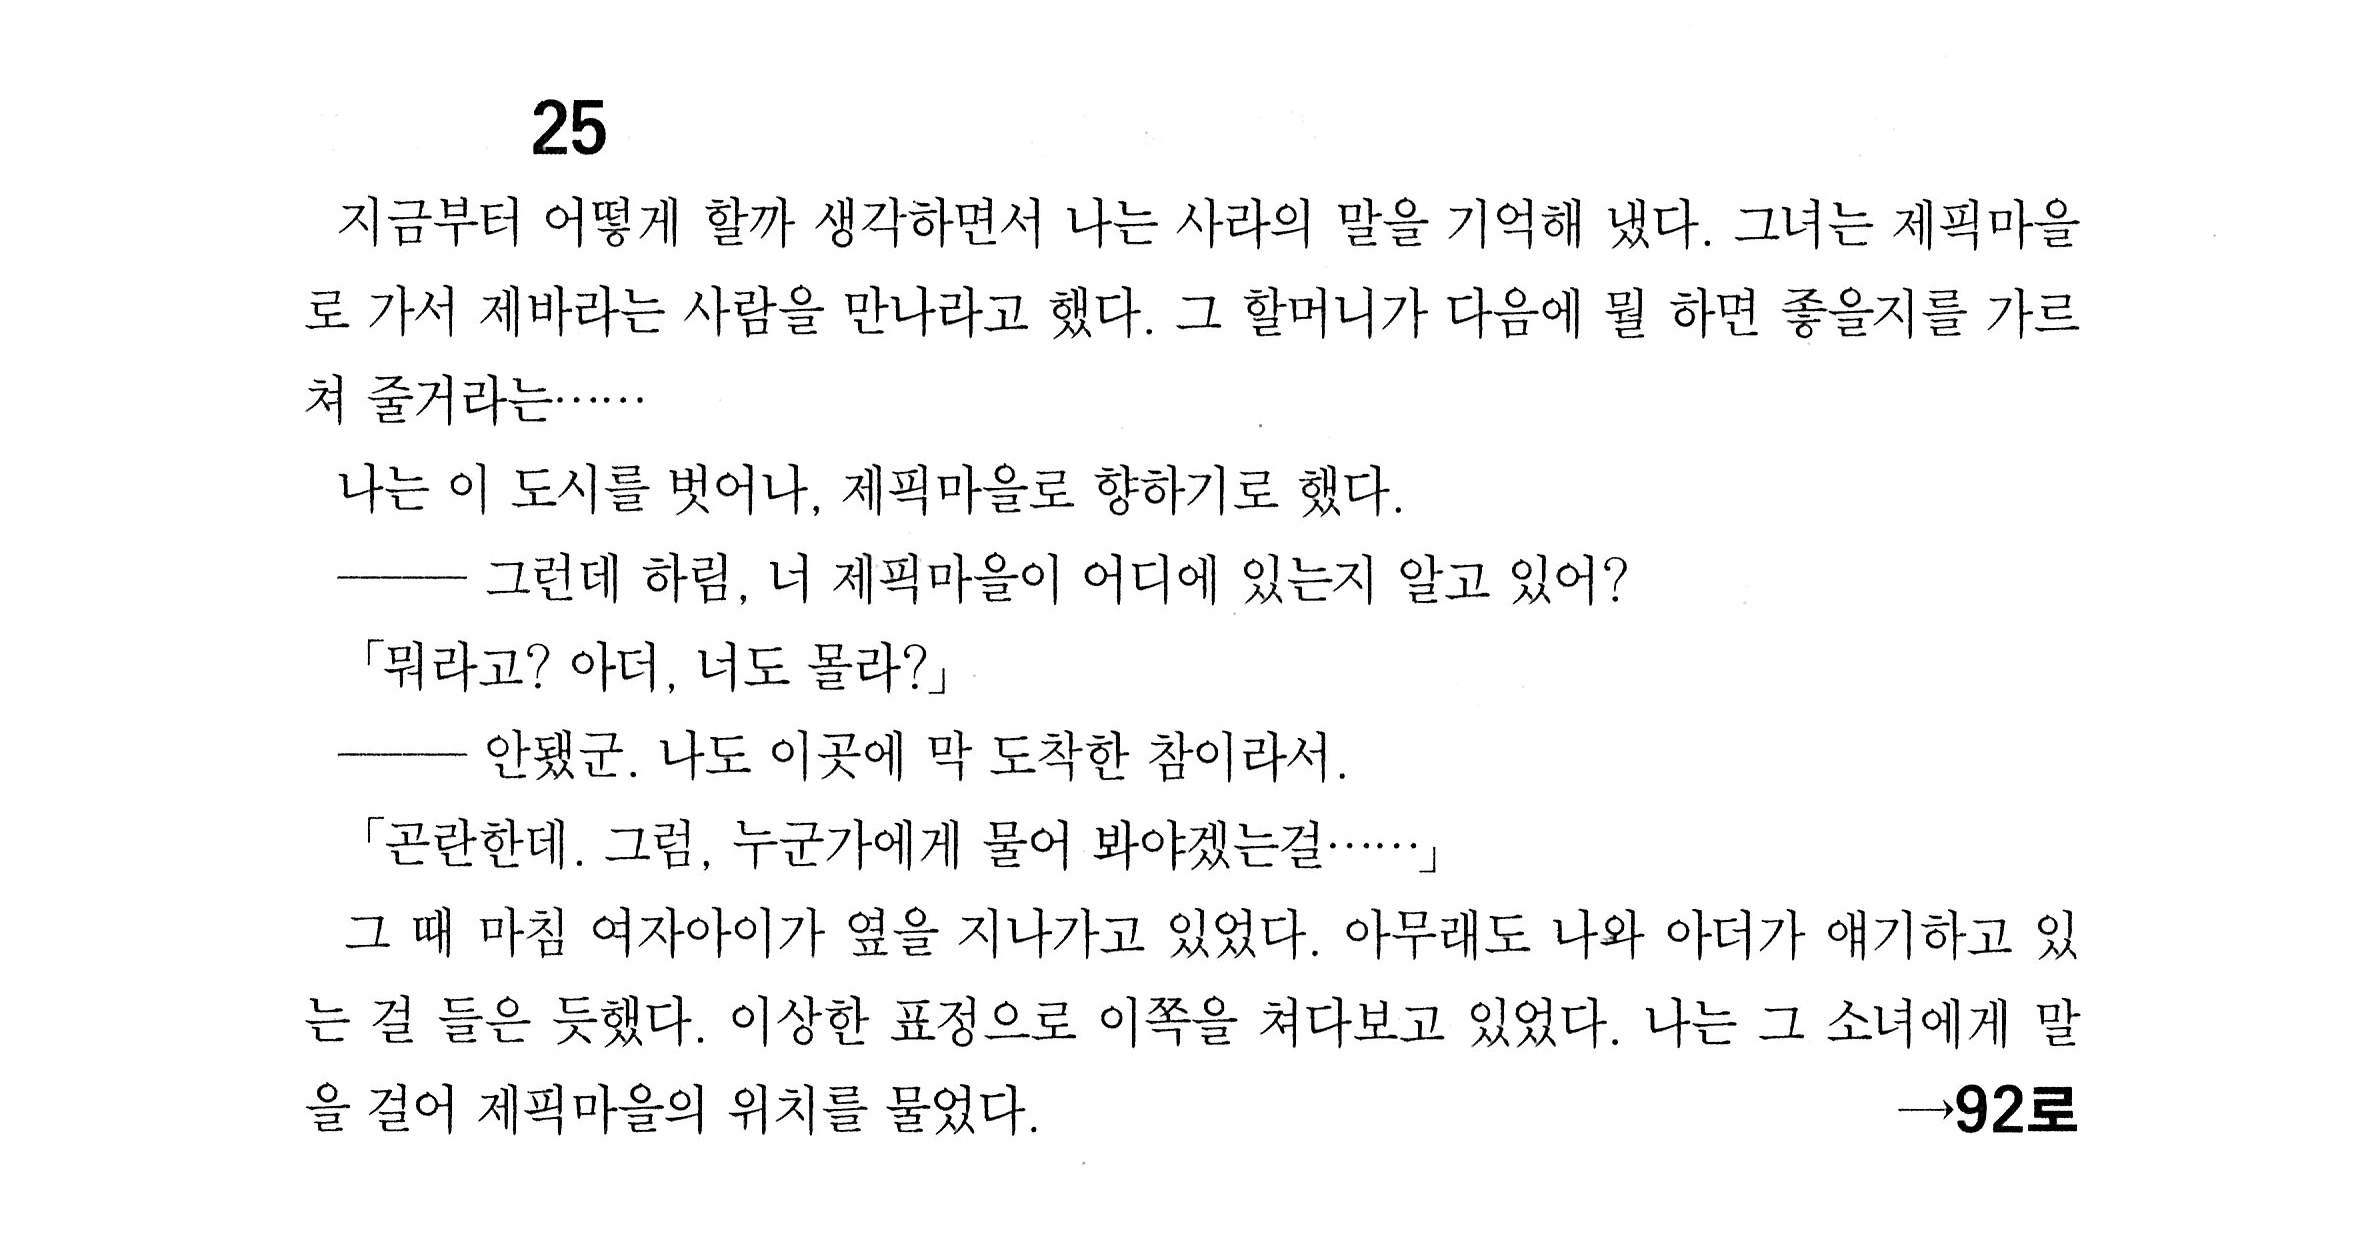 25
지금부터 어떻게 할까 생각하면서 나는 사라의 말을 기억해 냈다. 그녀는 제픽마을
로 가서 제바라는 사람을 만나라고 했다. 그 할머니가 다음에 뭘 하면 좋을지를 가르
쳐 줄거라는……
나는 이 도시를 벗어나, 제픽마을로 향하기로 했다.
─── 그런데 하림, 너 제픽마을이 어디에 있는지 알고 있어?
「뭐라고? 아더, 너도 몰라?」
─── 안됐군. 나도 이곳에 막 도착한 참이라서.
「곤란한데. 그럼, 누군가에게 물어 봐야겠는걸……」
그 때 마침 여자아이가 옆을 지나가고 있었다. 아무래도 나와 아더가 얘기하고 있
는 걸 들은 듯했다. 이상한 표정으로 이쪽을 쳐다보고 있었다. 나는 그 소녀에게 말
을 걸어 제픽마을의 위치를 물었다. →92로